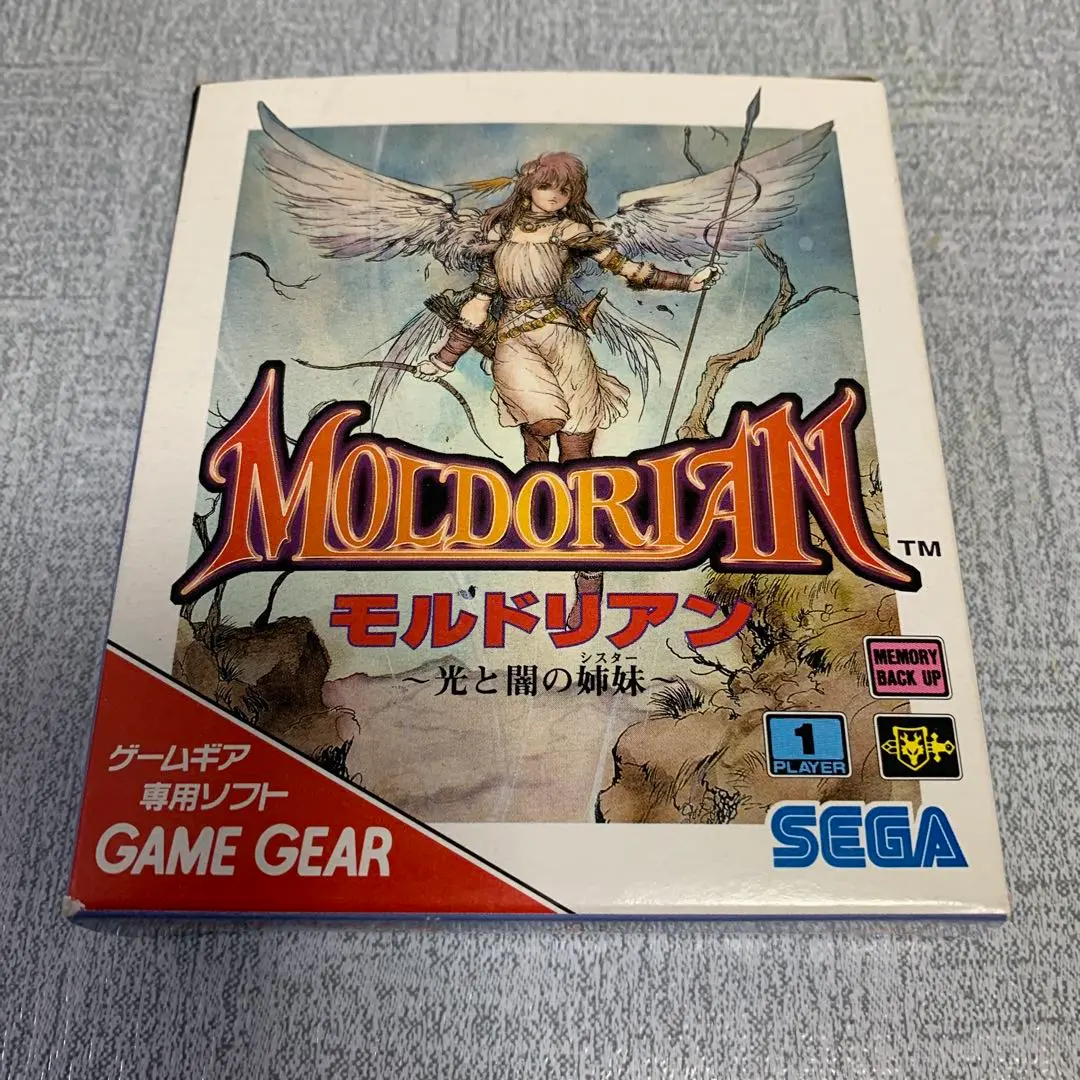 MOLDORIAN
TM
モルドリアン
シスター
~光と闇の姉妹~
MEMORY
BACK UP
1
PLAYER
ゲームギア
専用ソフト
GAME GEAR
SEGA